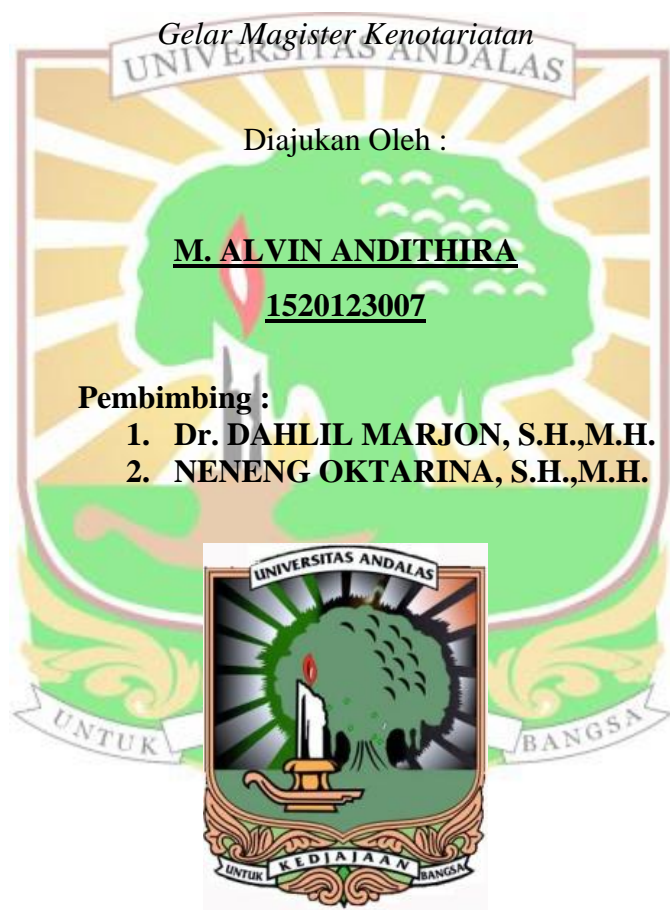 Gelar Magister Kenotariatan
UNIVERSITAS ANDALAS
Diajukan Oleh :
M. ALVIN ANDITHIRA
1520123007
Pembimbing :
1. Dr. DAHLIL MARJON, S.H.,M.H.
2. NENENG OKTARINA, S.H.,M.H.
UNIVERSITAS ANDALAS
UNTUK BANGSA
UNTUK KEDJAJAAN BANGSA